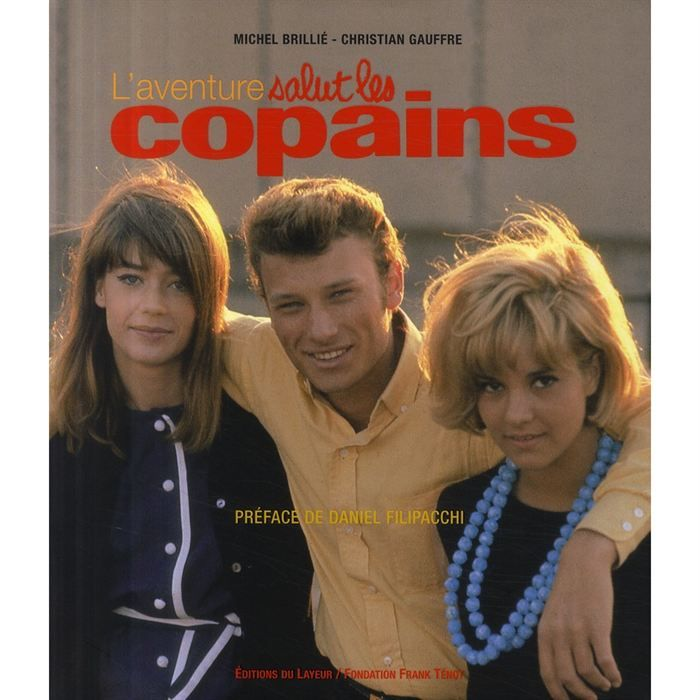 MICHEL BRILLIÉ - CHRISTIAN GAUFFRE
L'aventure salut les
copains
PRÉFACE DE DANIEL FILIPACCHI
ÉDITIONS DU LAYEUR / FONDATION FRANK TÉNOT